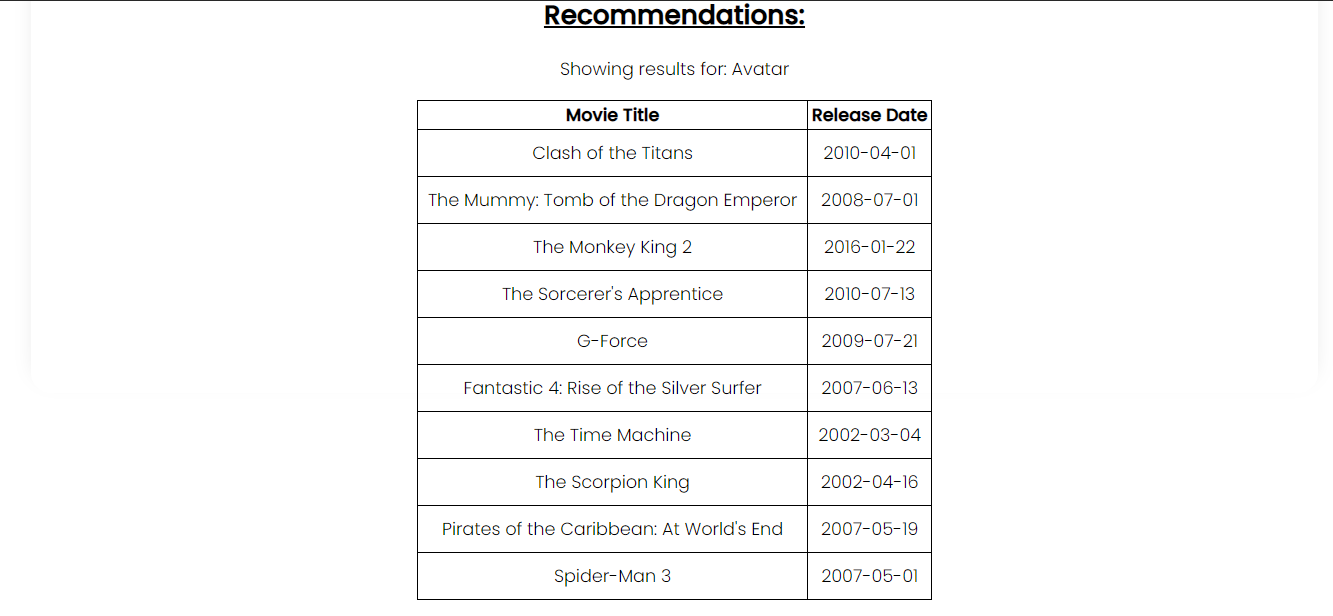 Recommendations:
Showing results for: Avatar
Movie Title Release Date
Clash of the Titans 2010-04-01
The Mummy: Tomb of the Dragon Emperor 2008-07-01
The Monkey King 2 2016-01-22
The Sorcerer's Apprentice 2010-07-13
G-Force 2009-07-21
Fantastic 4: Rise of the Silver Surfer 2007-06-13
The Time Machine 2002-03-04
The Scorpion King 2002-04-16
Pirates of the Caribbean: At World's End 2007-05-19
Spider-Man 3 2007-05-01